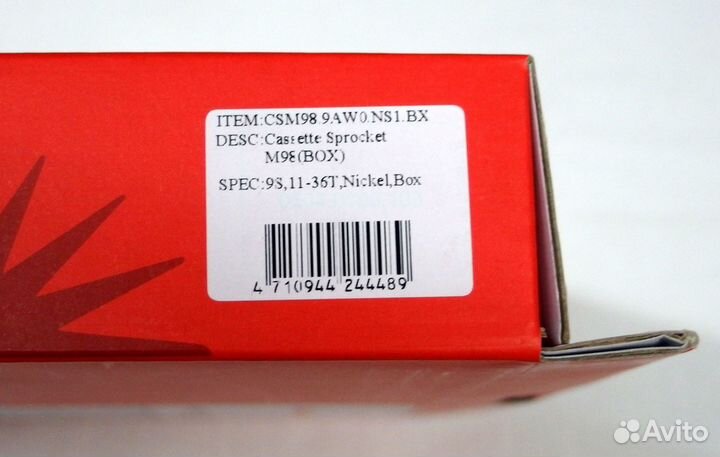 ITEM:CSM98.9AW0.NS1.BX
DESC:Cassette Sprocket
M98(BOX)
SPEC:9S,11-36T,Nickel,Box
4 710944 244489
Avito